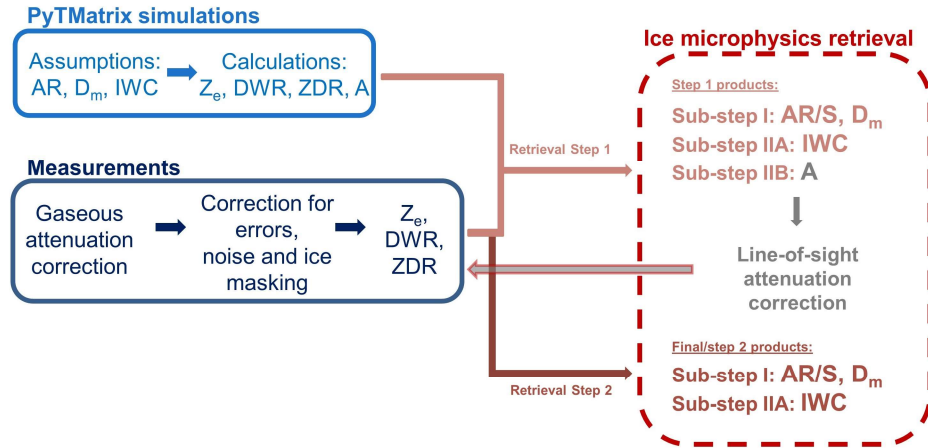 PyTMatrix simulations
Assumptions:
AR, Dm, IWC
Calculations:
Ze, DWR, ZDR, A
Measurements
Gaseous
attenuation
correction
Correction for
errors,
noise and ice
masking
Ze,
DWR,
ZDR
Retrieval Step 1
Retrieval Step 2
Ice microphysics retrieval
Step 1 products:
Sub-step I: AR/S, Dm
Sub-step IIA: IWC
Sub-step IIB: A
Line-of-sight
attenuation
correction
Final/step 2 products:
Sub-step I: AR/S, Dm
Sub-step IIA: IWC